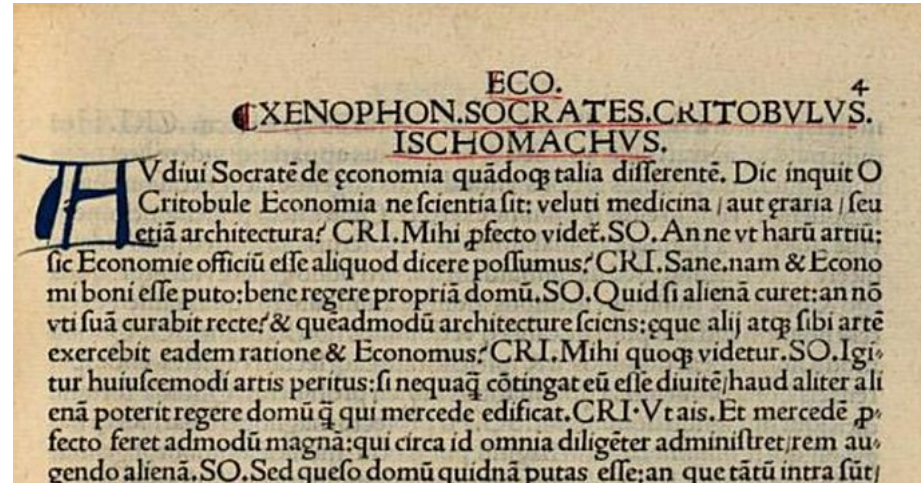 ECO. 4
⸿XENOPHON.SOCRATES.CRITOBVLVS.
ISCHOMACHVS.
AVdiui Socratē de ęconomia quādoqꝫ talia differentē. Dic inquit O
Critobule Economia ne ſcientia ſit: veluti medicina / aut ęraria / ſeu
etiā architectura? CRI.Mihi ꝓfecto videt̄. SO. An ne vt harū artiū:
ſic Economie officiū eſſe aliquod dicere poſſumus? CRI.Sane.nam & Econo
mi boni eſſe puto: bene regere propriā domū.SO.Quid ſi alienā curet: an nō
vti ſuā curabit recte? & quēadmodū architecture ſciens: ęque alij atqꝫ ſibi artē
exercebit eadem ratione & Economus? CRI.Mihi quoqꝫ videtur.SO.Igi⸗
tur huiuſcemodi artis peritus: ſi nequaq̄ cōtingat eū eſſe diuitē / haud aliter ali
enā poterit regere domū q̄ qui mercede edificat.CRI.Vt ais.Et mercedē ꝓ⸗
fecto feret admodū magnā: qui circa id omnia diligēter adminiſtret / rem au⸗
gendo alienā.SO.Sed queſo domū quidnā putas eſſe: an que tātū intra ſūt /